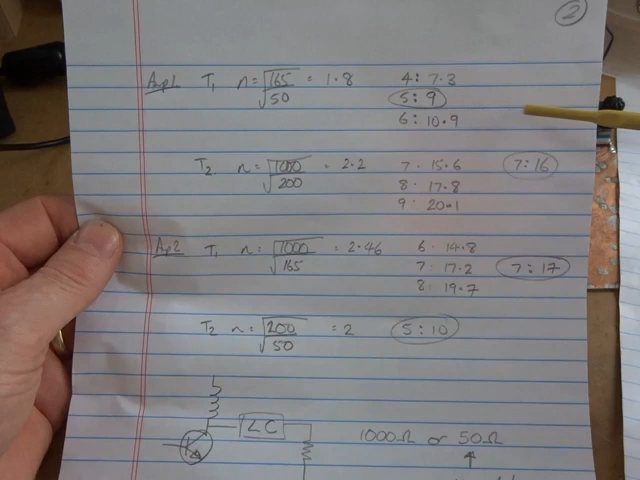 2
Amp1 T1 n = √165/√50 = 1.8 4: 7.3
5: 9
6: 10.9
T2 n = √1000/√200 = 2.2 7: 15.6 7:16
8: 17.8
9: 20.1
Amp2 T1 n = √1000/√165 = 2.46 6: 14.8
7: 17.2 7:17
8: 19.7
T2 n = √200/√50 = 2 5:10
LC
1000Ω or 50Ω